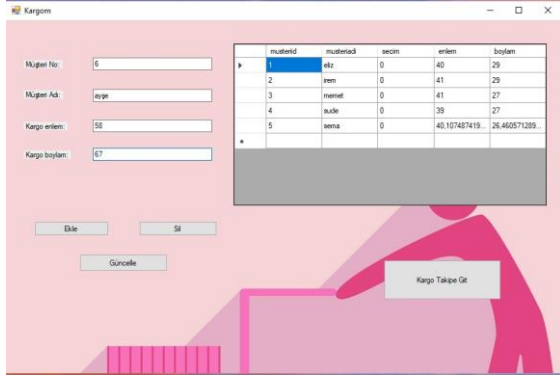 Kargom
Müşteri No: 6
Müşteri Adı: ayşe
Kargo enlem: 58
Kargo boylam: 67
musteriid musteriadi secim enlem boylam
1 eliz 0 40 29
2 irem 0 41 29
3 memet 0 41 27
4 sude 0 39 27
5 sema 0 40,107487419... 26,460571289...
Ekle Sil
Güncelle
Kargo Takipe Git